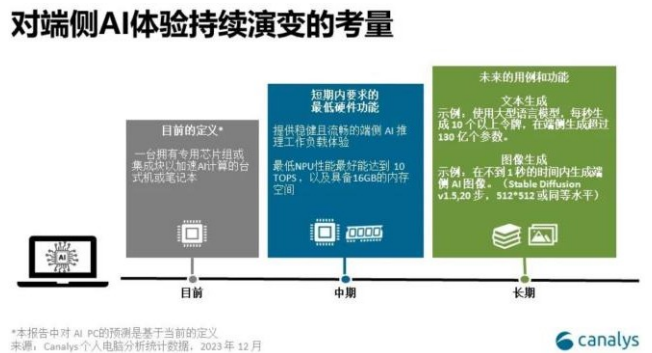 对端侧AI体验持续演变的考量
目前的定义*
一台拥有专用芯片组或
集成块以加速AI计算的台
式机或笔记本
短期内要求的
最低硬件功能
提供稳健且流畅的端侧 AI 推
理工作负载体验
最低NPU性能最好能达到 10
TOPS，以及具备16GB的内存
空间
未来的用例和功能
文本生成
示例：使用大型语言模型，每秒生
成 10 个以上令牌，在端侧生成超过
130 亿个参数。
图像生成
示例：在不到 1 秒的时间内生成端
侧 AI 图像。（Stable Diffusion
v1.5,20 步，512*512 或同等水平）
AI
目前
中期
长期
*本报告中对 AI PC的预测是基于当前的定义
来源，Canalys 个人电脑分析统计数据，2023 年 12 月
canalys